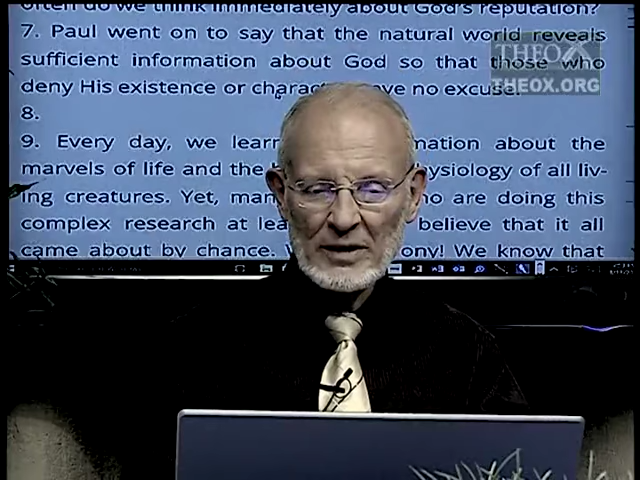 often do we think immediately about God's reputation?
7. Paul went on to say that the natural world reveals
sufficient information about God so that those who
deny His existence or charac ave no excuse.
8.
9. Every day, we learn mation about the
marvels of life and the ysiology of all liv-
ing creatures. Yet, man ho are doing this
complex research at lea believe that it all
came about by chance. ony! We know that
THEOX
THEOX.ORG